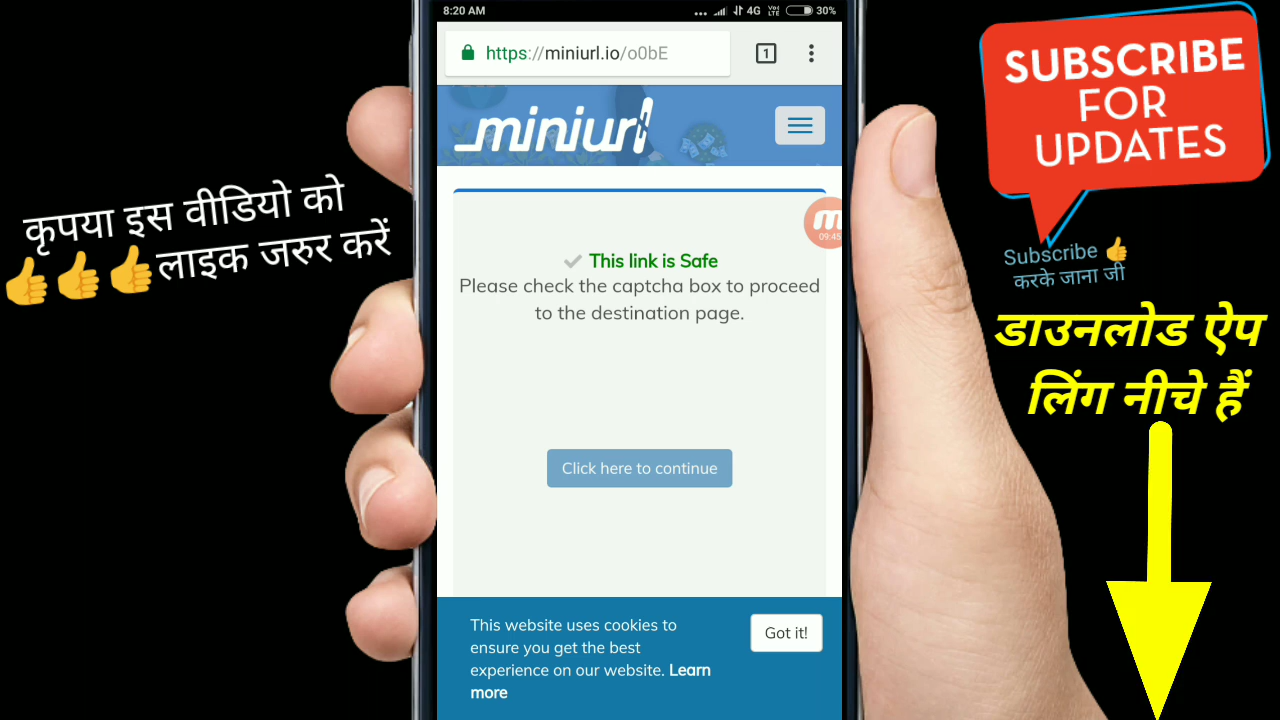 8:20 AM
4G
VoLTE
30%
https://miniurl.io/o0bE
1
miniurl
This link is Safe
Please check the captcha box to proceed
to the destination page.
Click here to continue
This website uses cookies to
ensure you get the best
experience on our website. Learn
more
Got it!
09:45
कृपया इस वीडियो को
👍👍👍लाइक जरुर करें
SUBSCRIBE
FOR
UPDATES
Subscribe 👍
करके जाना जी
डाउनलोड ऐप
लिंग नीचे हैं